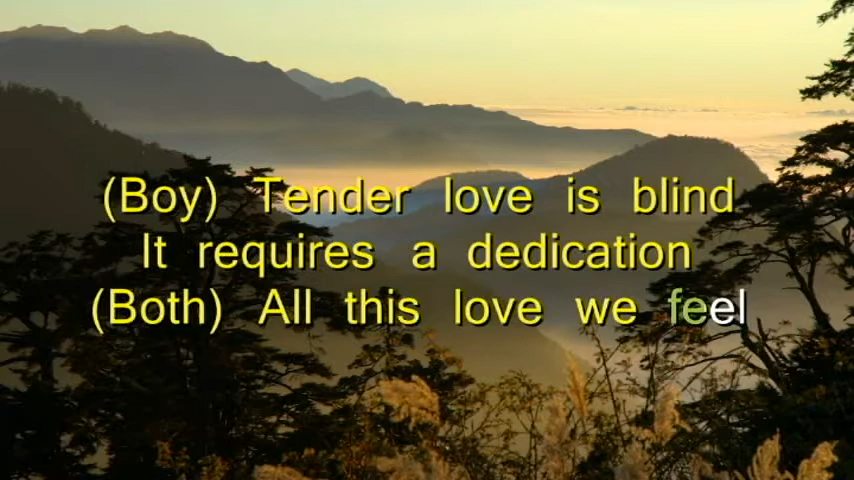 (Boy) Tender love is blind
It requires a dedication
(Both) All this love we feel